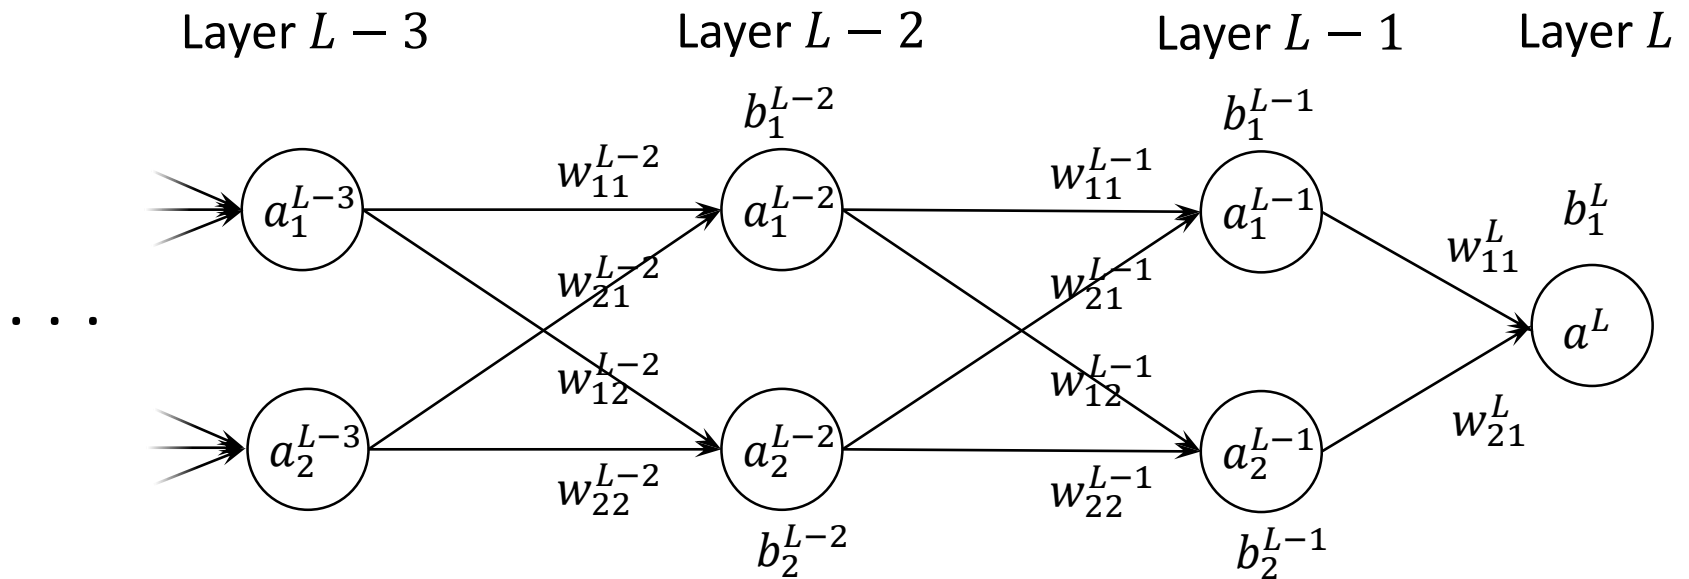 Layer L − 3 Layer L − 2 Layer L − 1 Layer L
b_1^{L−2} b_1^{L−1}
w_{11}^{L−2} w_{11}^{L−1}
a_1^{L−3} a_1^{L−2} a_1^{L−1} b_1^L
w_{11}^L
w_{21}^{L−2} w_{21}^{L−1}
. . . a^L
w_{12}^{L−2} w_{12}^{L−1}
w_{21}^L
a_2^{L−3} a_2^{L−2} a_2^{L−1}
w_{22}^{L−2} w_{22}^{L−1}
b_2^{L−2} b_2^{L−1}